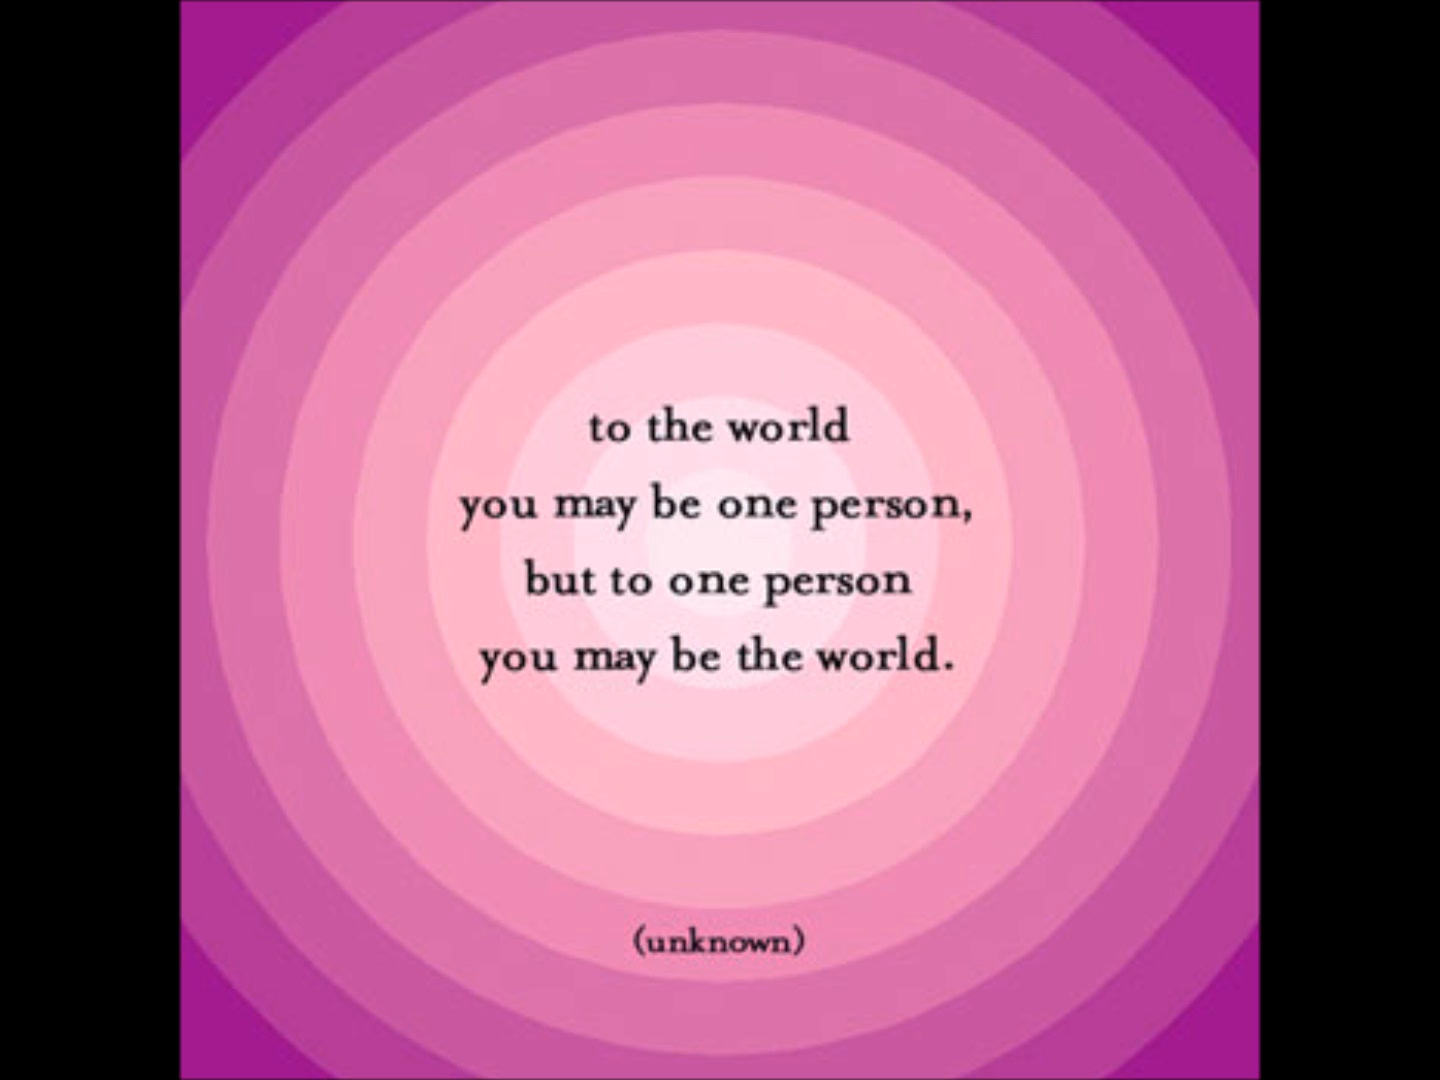 to the world
you may be one person,
but to one person
you may be the world.
(unknown)